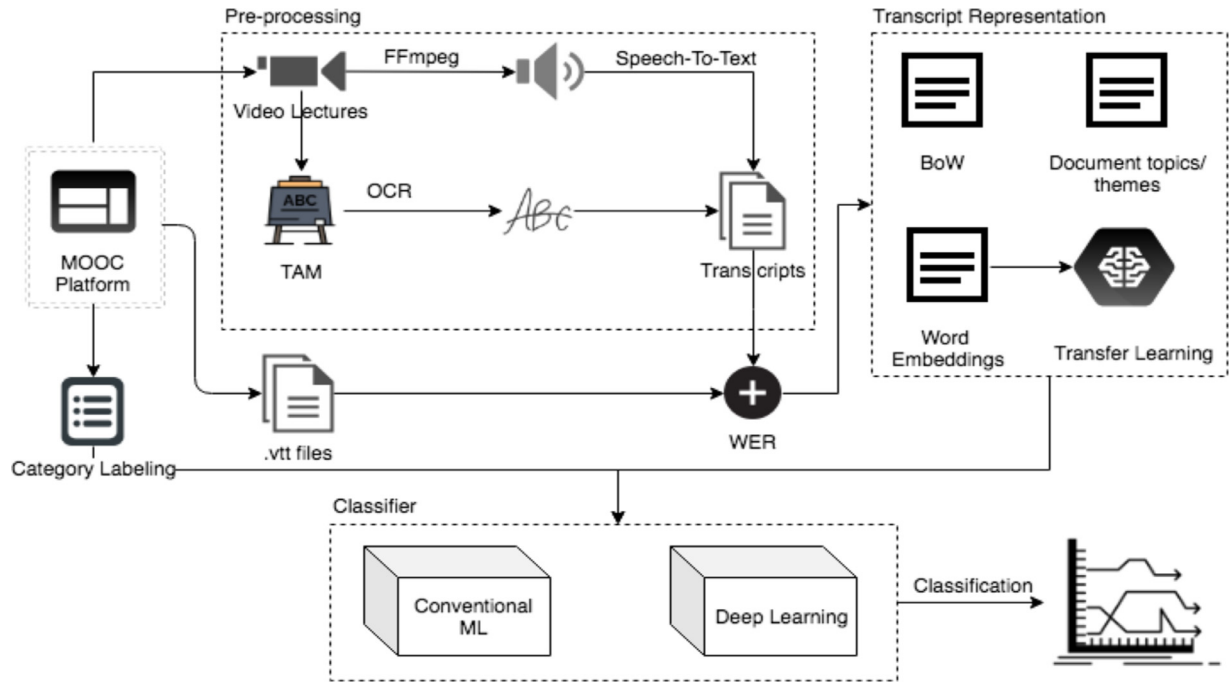 Pre-processing
Transcript Representation
FFmpeg
Speech-To-Text
Video Lectures
BoW
Document topics/
themes
ABC
OCR
ABC
TAM
Transcripts
MOOC
Platform
Word
Embeddings
Transfer Learning
.vtt files
WER
Category Labeling
Classifier
Conventional
ML
Deep Learning
Classification